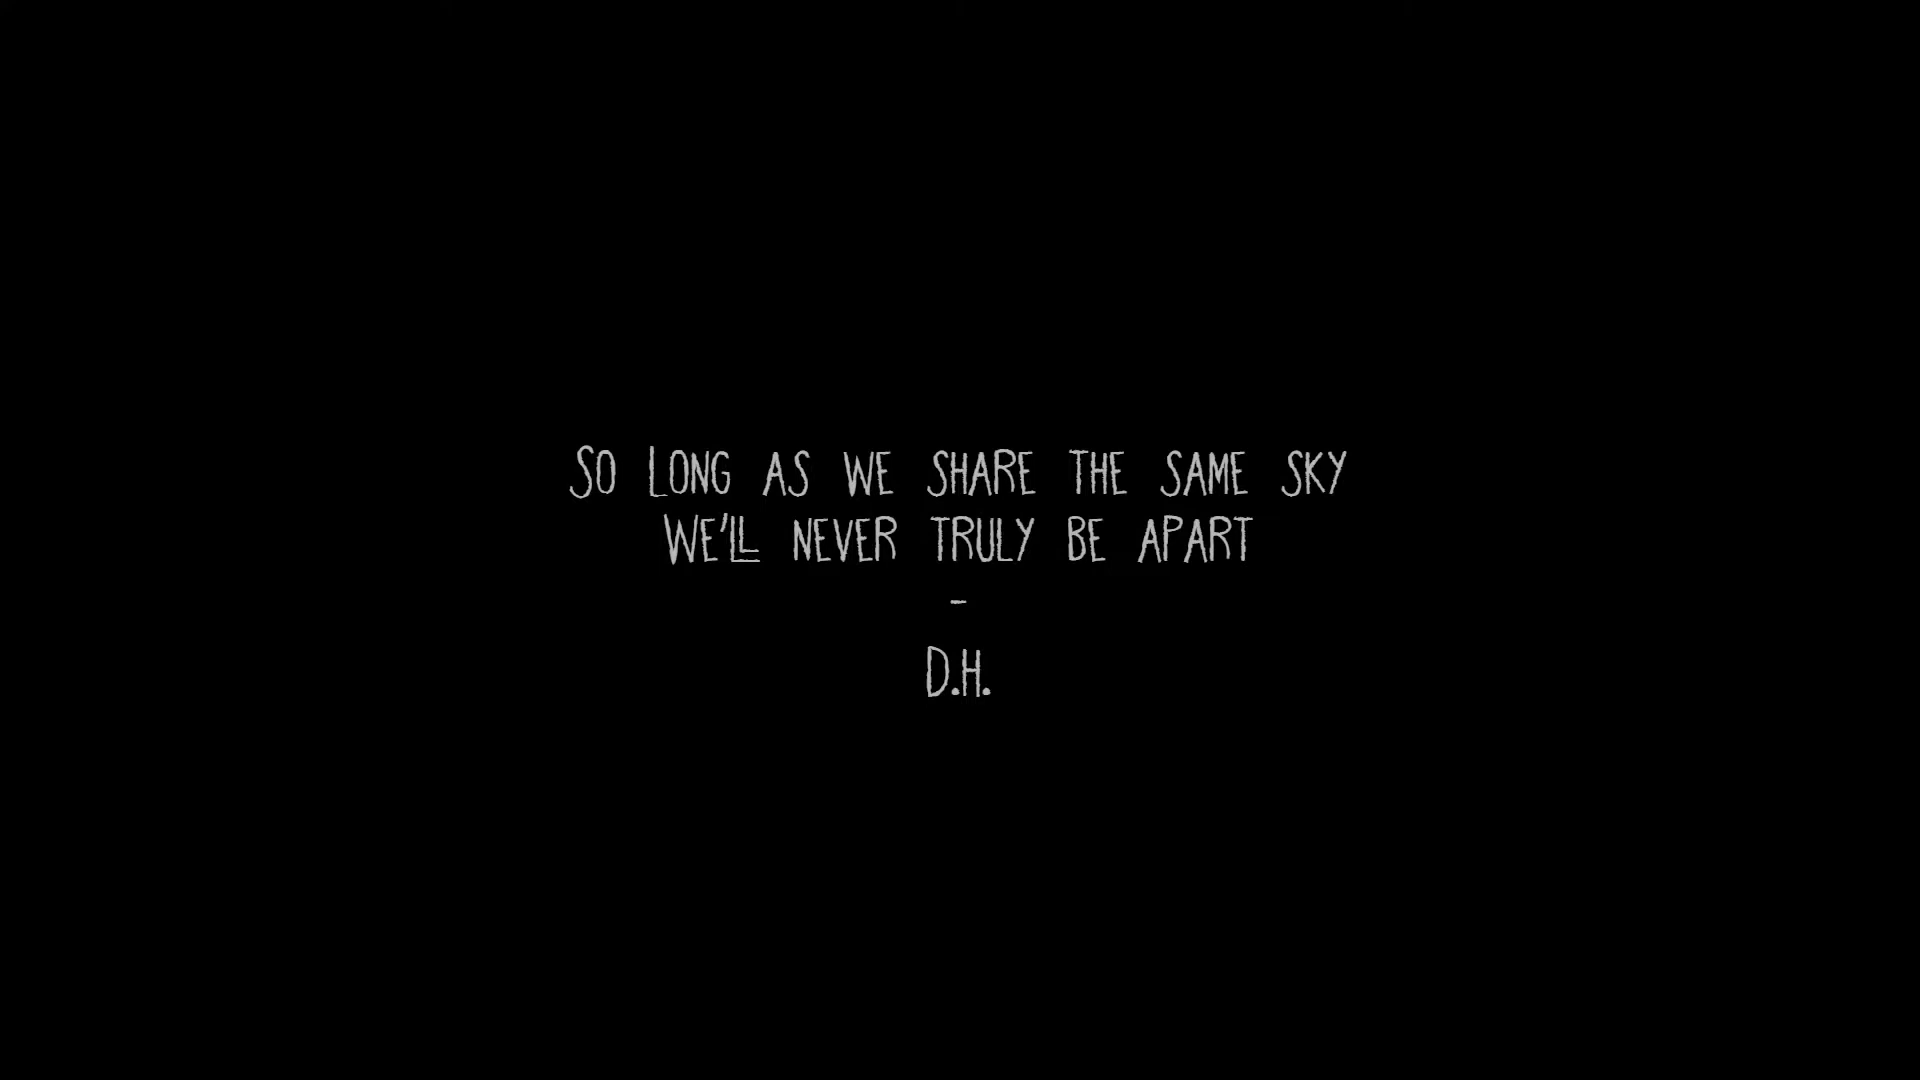 SO LONG AS WE SHARE THE SAME SKY
WE'LL NEVER TRULY BE APART
-
D.H.